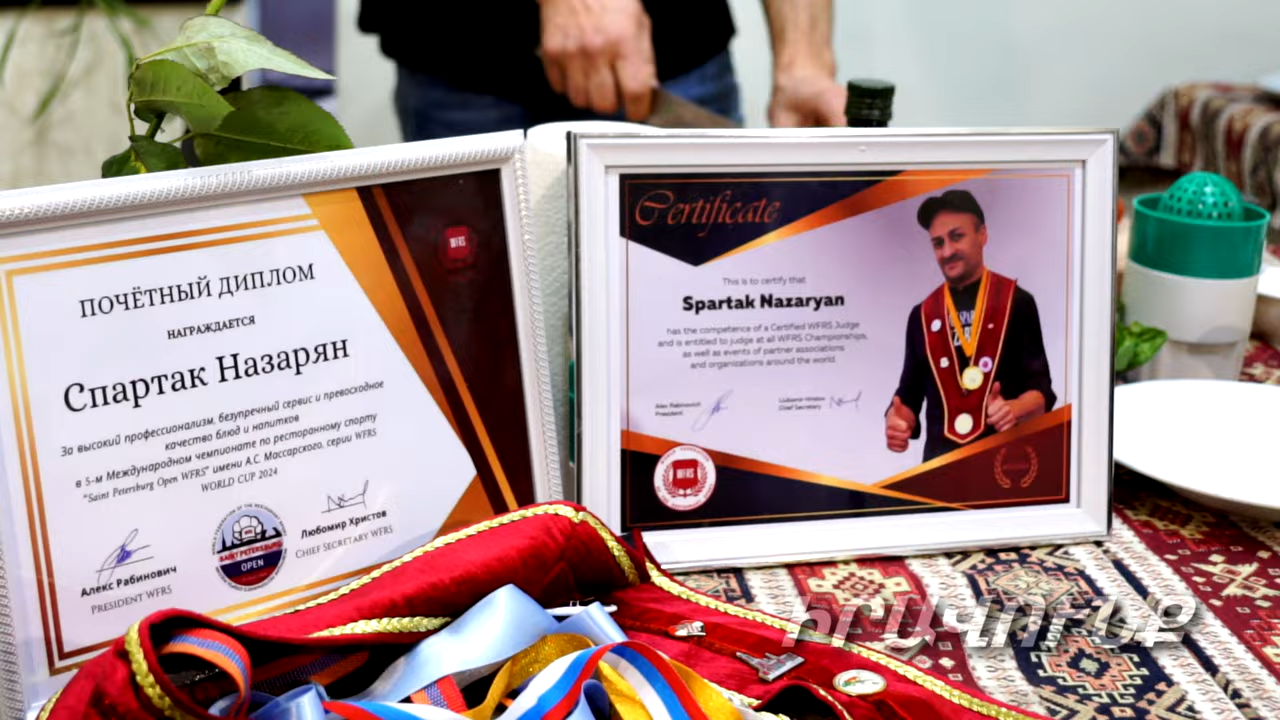 ПОЧЁТНЫЙ ДИПЛОМ
НАГРАЖДАЕТСЯ
Спартак Назарян
За высокий профессионализм, безупречный сервис и превосходное
качество блюд и напитков
в 5-м Международном чемпионате по ресторанному спорту
"Saint Petersburg Open WFRS" имени А.С. Массарского, серии WFRS
WORLD CUP 2024
Алекс Рабинович
PRESIDENT WFRS
SAINT PETERSBURG
OPEN
Любомир Христов
CHIEF SECRETARY WFRS
WFRS
Certificate
This is to certify that
Spartak Nazaryan
has the competence of a Certified WFRS Judge
and is entitled to judge at all WFRS Championships,
as well as events of partner associations
and organizations around the world.
Alex Rabinovich
President
Liubomir Hristov
Chief Secretary
WFRS
իրավունք